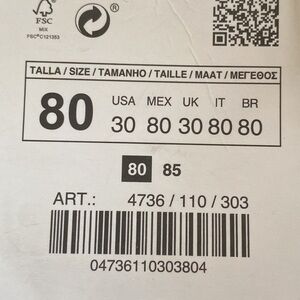 FSC
MIX
FSC® C121353
TALLA / SIZE / TAMANHO / TAILLE / MAAT / ΜΕΓΕΘΟΣ
80 USA MEX UK IT BR
30 80 30 80 80
80 85
ART.: 4736 / 110 / 303
04736110303804